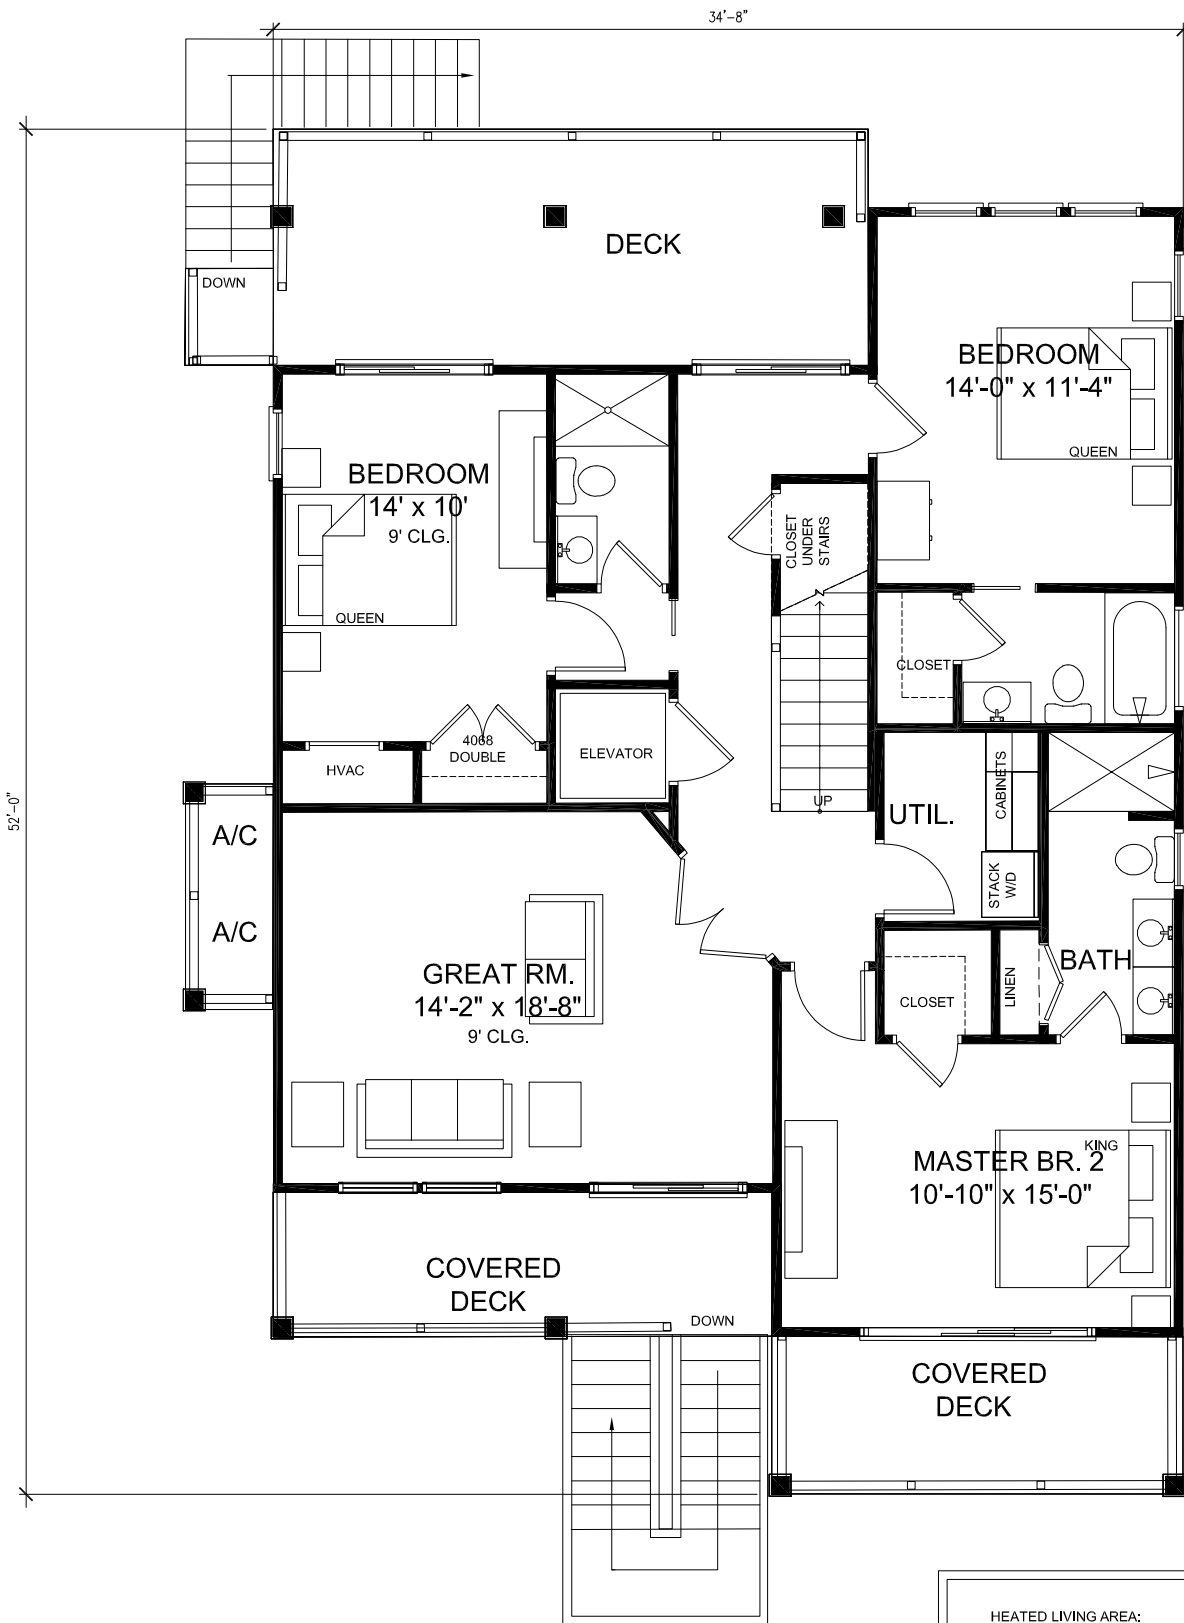 34'-8"
DECK
DOWN
BEDROOM
14'-0" x 11'-4"
QUEEN
BEDROOM
14' x 10'
9' CLG.
QUEEN
CLOSET
UNDER
STAIRS
CLOSET
4068
DOUBLE
HVAC
ELEVATOR
UP
UTIL.
CABINETS
STACK
W/D
52'-0"
A/C
A/C
GREAT RM.
14'-2" x 18'-8"
9' CLG.
CLOSET
LINEN
BATH
KING
MASTER BR. 2
10'-10" x 15'-0"
COVERED
DECK
DOWN
COVERED
DECK
HEATED LIVING AREA: